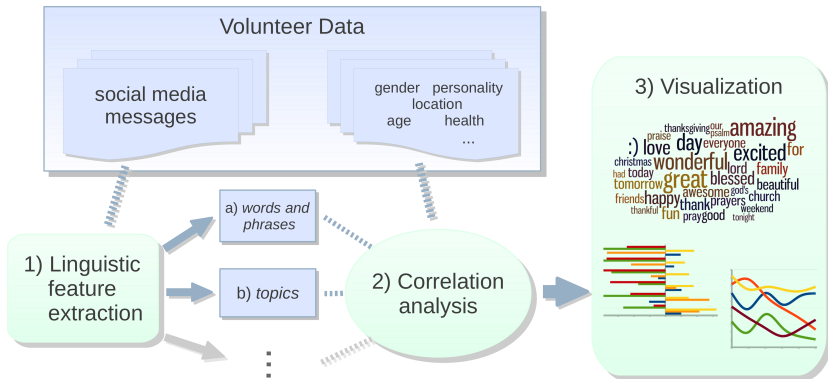 Volunteer Data
social media
messages
gender personality
location
age health
...
3) Visualization
thanksgiving our
praise psalm amazing
:) love day everyone excited for
christmas wonderful lord family
had today great blessed
tomorrow awesome god's beautiful
friends happy prayers church
thankful fun thank weekend
pray good tonight
a) words and
phrases
1) Linguistic
feature
extraction
2) Correlation
analysis
b) topics
⋮